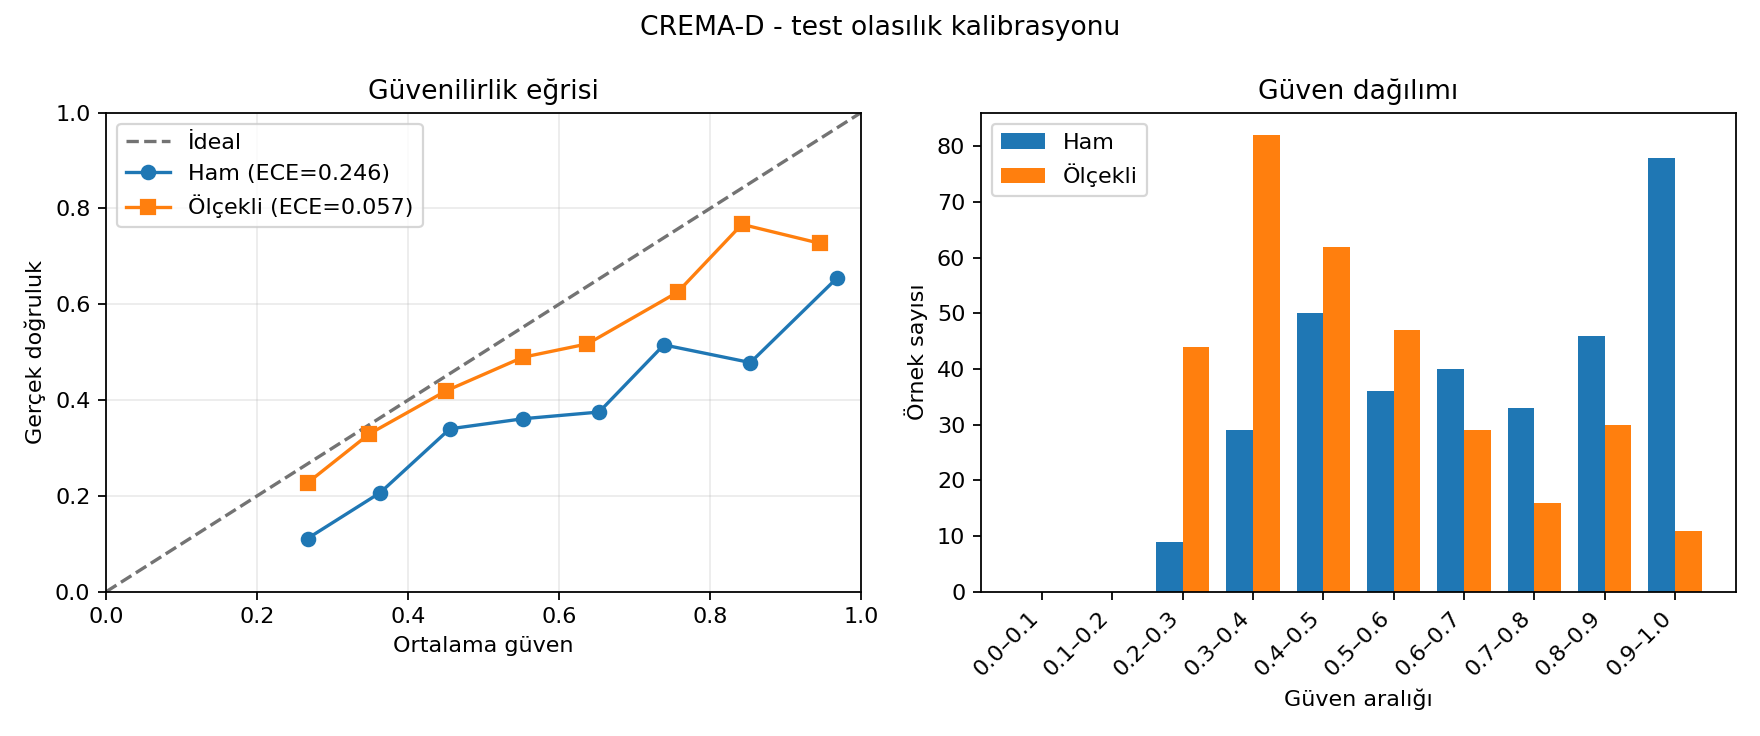 CREMA-D - test olasılık kalibrasyonu
Güvenilirlik eğrisi
1.0
0.8
0.6
0.4
0.2
0.0
0.0 0.2 0.4 0.6 0.8 1.0
Gerçek doğruluk
Ortalama güven
İdeal
Ham (ECE=0.246)
Ölçekli (ECE=0.057)
Güven dağılımı
80
70
60
50
40
30
20
10
0
Örnek sayısı
Ham
Ölçekli
0.0–0.1 0.1–0.2 0.2–0.3 0.3–0.4 0.4–0.5 0.5–0.6 0.6–0.7 0.7–0.8 0.8–0.9 0.9–1.0
Güven aralığı